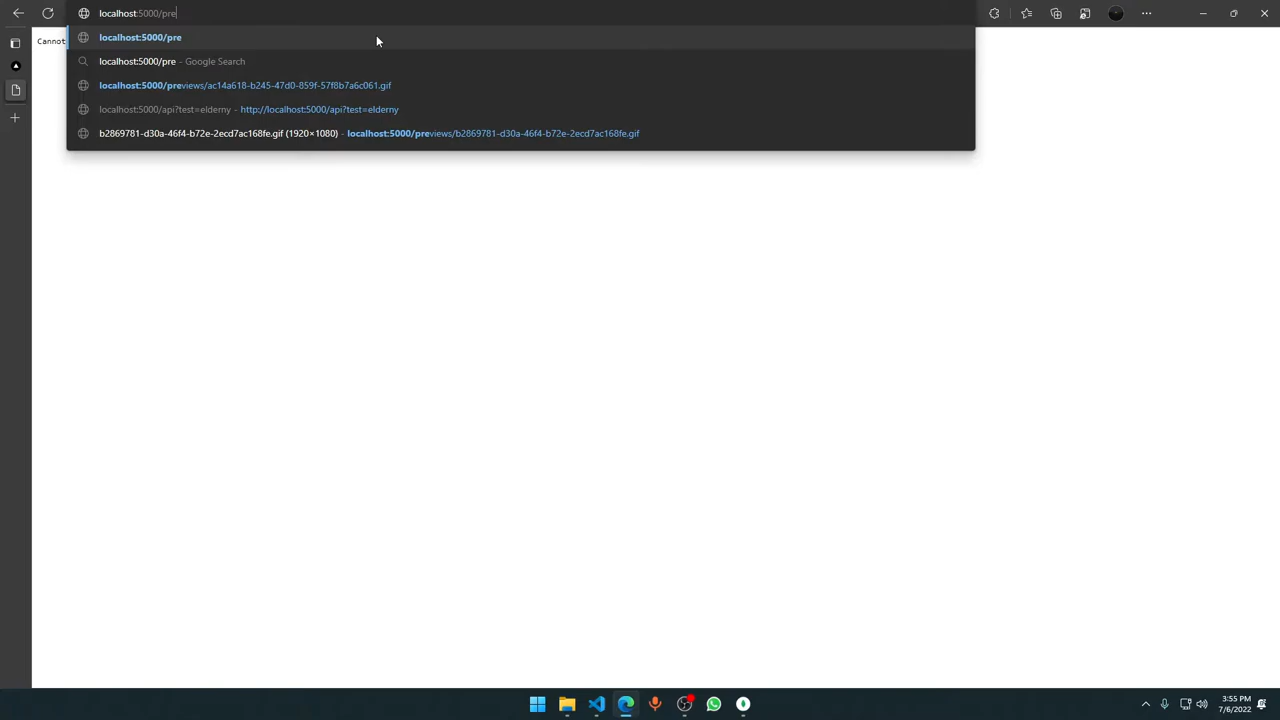 localhost:5000/pre
Cannot
localhost:5000/pre
localhost:5000/pre - Google Search
localhost:5000/previews/ac14a618-b245-47d0-859f-57f8b7a6c061.gif
localhost:5000/api?test=elderny - http://localhost:5000/api?test=elderny
b2869781-d30a-46f4-b72e-2ecd7ac168fe.gif (1920×1080) - localhost:5000/previews/b2869781-d30a-46f4-b72e-2ecd7ac168fe.gif
3:55 PM
7/6/2022